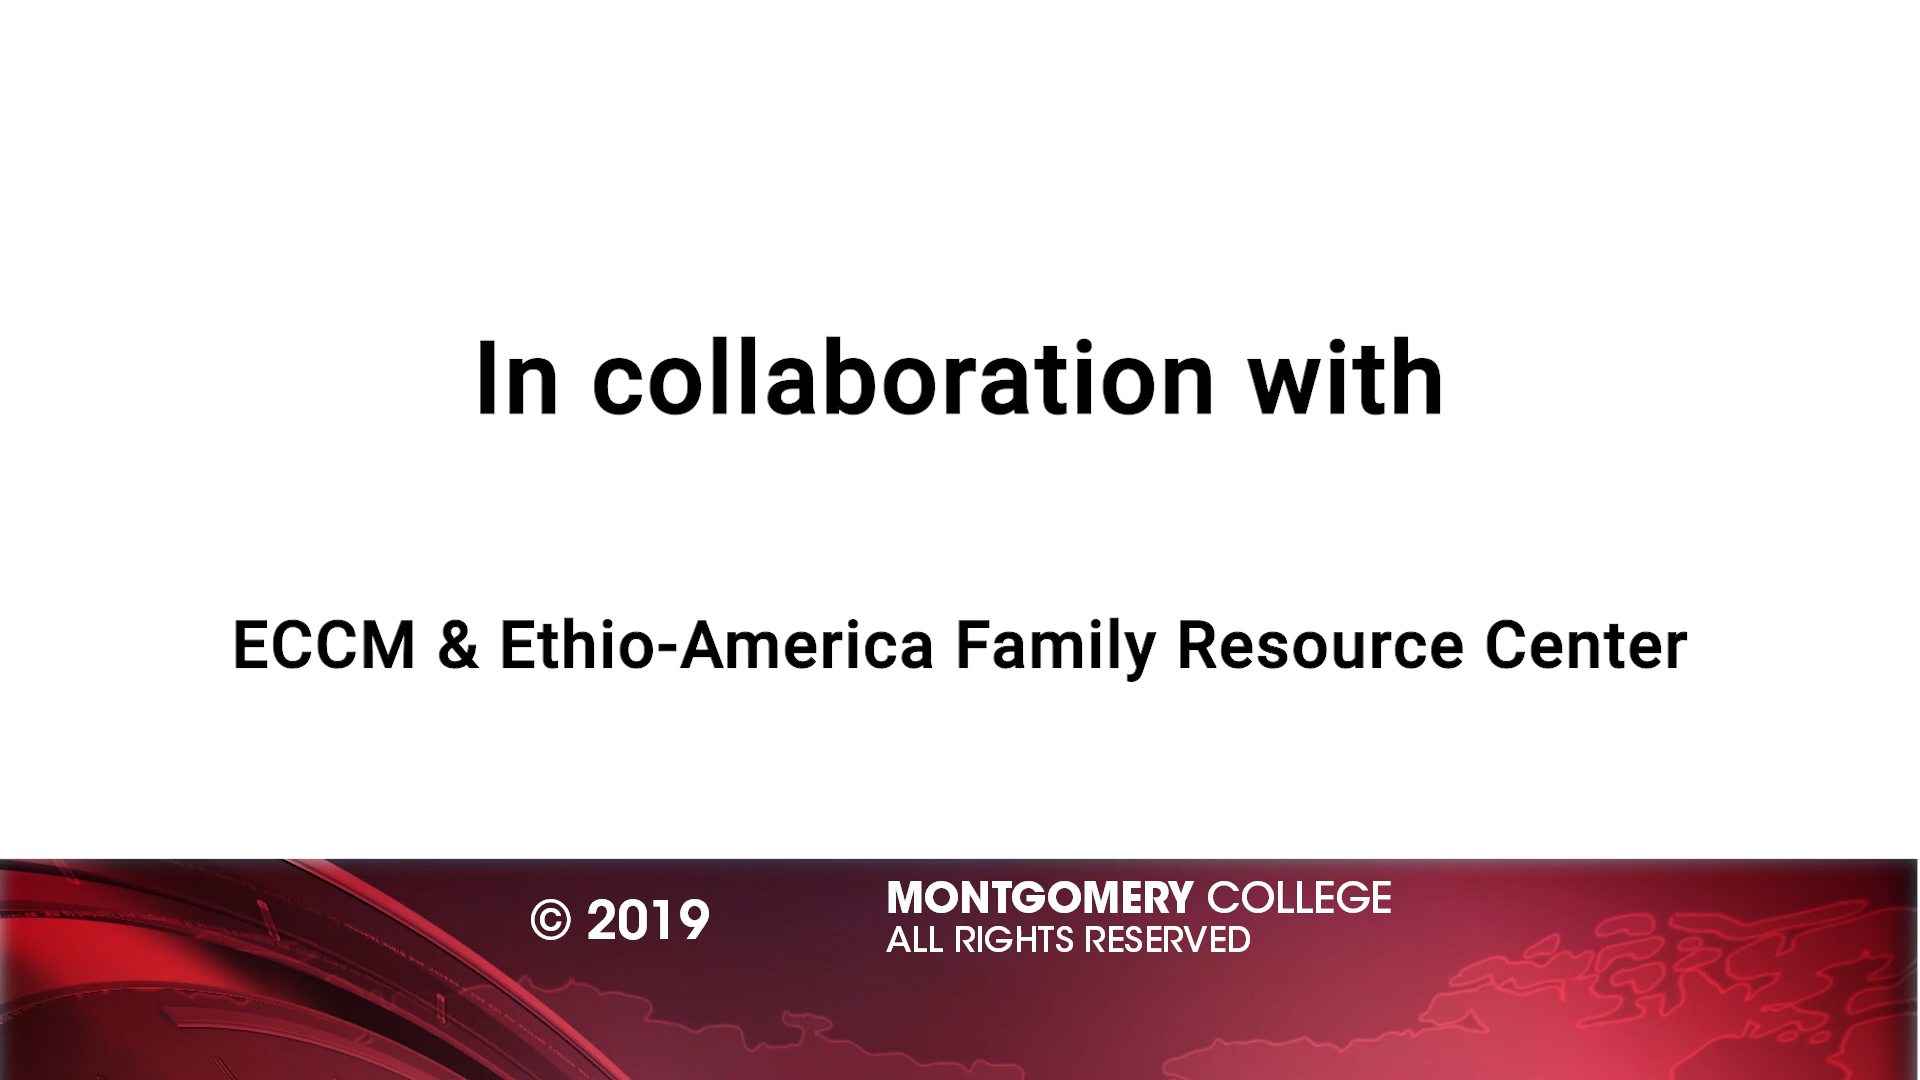 In collaboration with
ECCM & Ethio-America Family Resource Center
© 2019
MONTGOMERY COLLEGE
ALL RIGHTS RESERVED